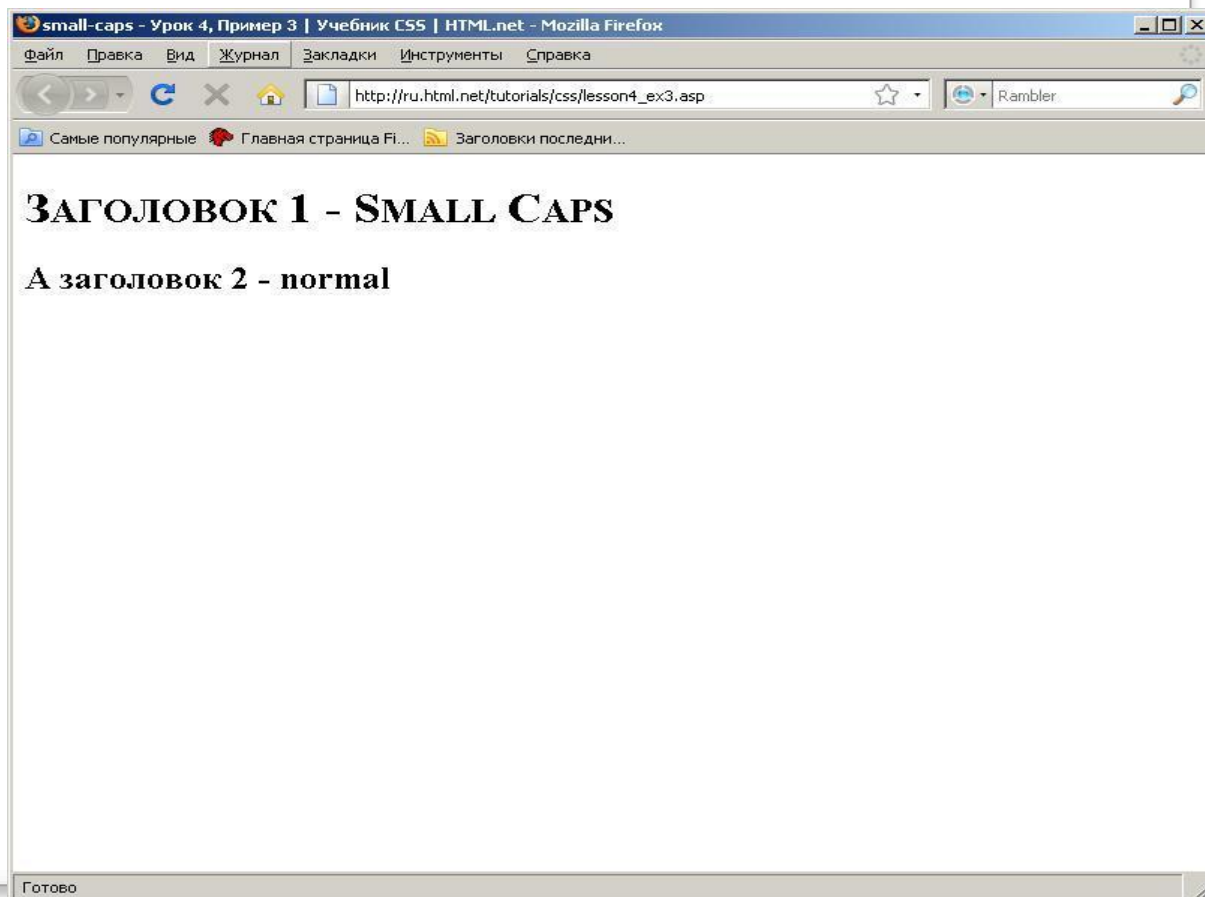 small-caps - Урок 4, Пример 3 | Учебник CSS | HTML.net - Mozilla Firefox
Файл Правка Вид Журнал Закладки Инструменты Справка
http://ru.html.net/tutorials/css/lesson4_ex3.asp Rambler
Самые популярные Главная страница Fi... Заголовки последни...
Заголовок 1 - Small Caps
А заголовок 2 - normal
Готово